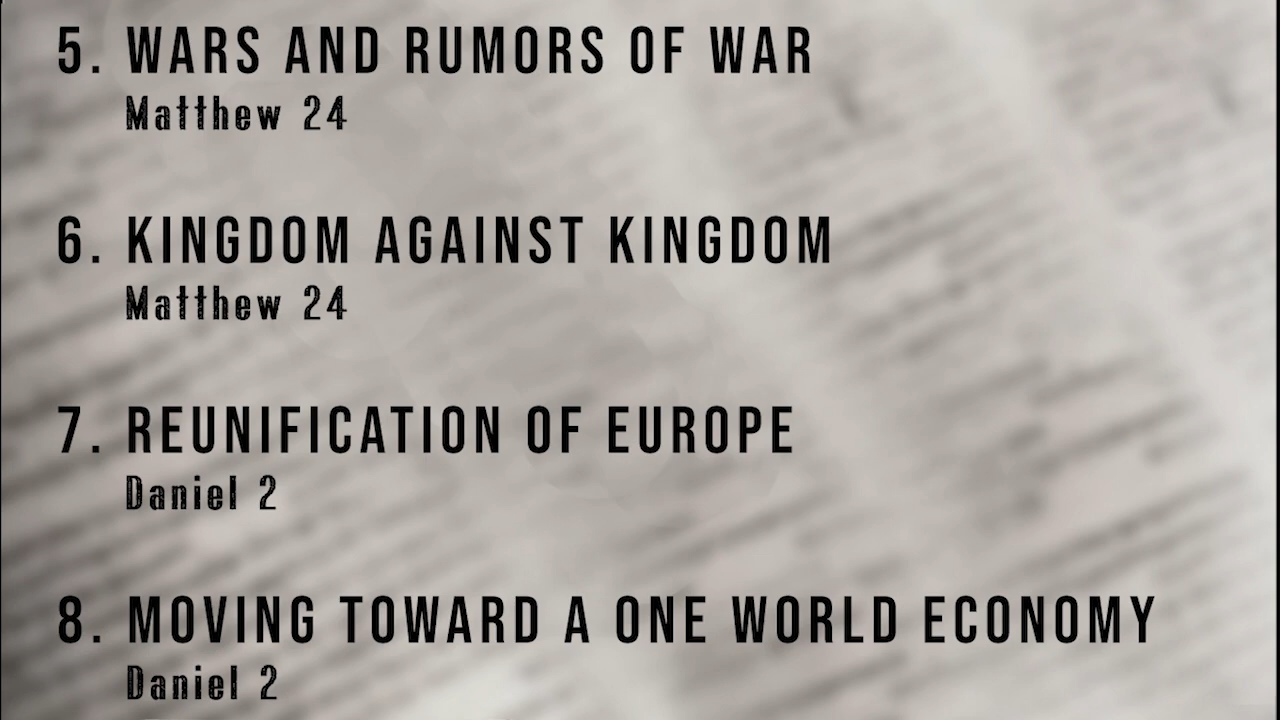 5. WARS AND RUMORS OF WAR
Matthew 24
6. KINGDOM AGAINST KINGDOM
Matthew 24
7. REUNIFICATION OF EUROPE
Daniel 2
8. MOVING TOWARD A ONE WORLD ECONOMY
Daniel 2